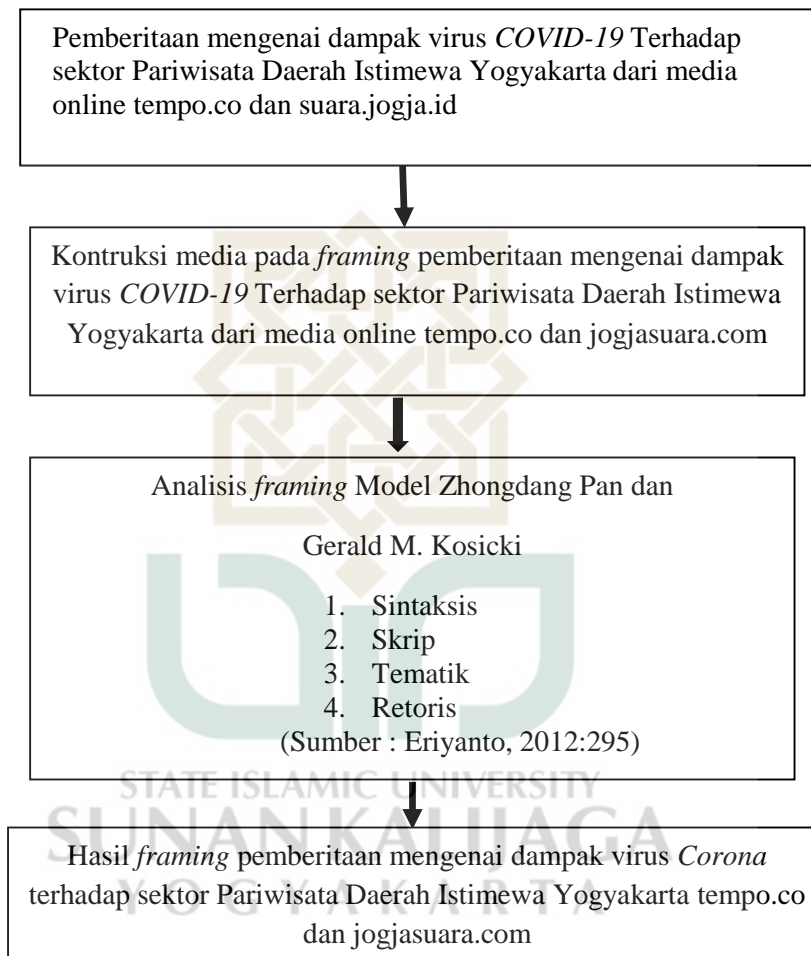 Pemberitaan mengenai dampak virus COVID-19 Terhadap
sektor Pariwisata Daerah Istimewa Yogyakarta dari media
online tempo.co dan suara.jogja.id
Kontruksi media pada framing pemberitaan mengenai dampak
virus COVID-19 Terhadap sektor Pariwisata Daerah Istimewa
Yogyakarta dari media online tempo.co dan jogjasuara.com
Analisis framing Model Zhongdang Pan dan
Gerald M. Kosicki
1. Sintaksis
2. Skrip
3. Tematik
4. Retoris
(Sumber : Eriyanto, 2012:295)
STATE ISLAMIC UNIVERSITY
SUNAN KALIJAGA
Hasil framing pemberitaan mengenai dampak virus Corona
terhadap sektor Pariwisata Daerah Istimewa Yogyakarta tempo.co
YOGYAKARTA
dan jogjasuara.com